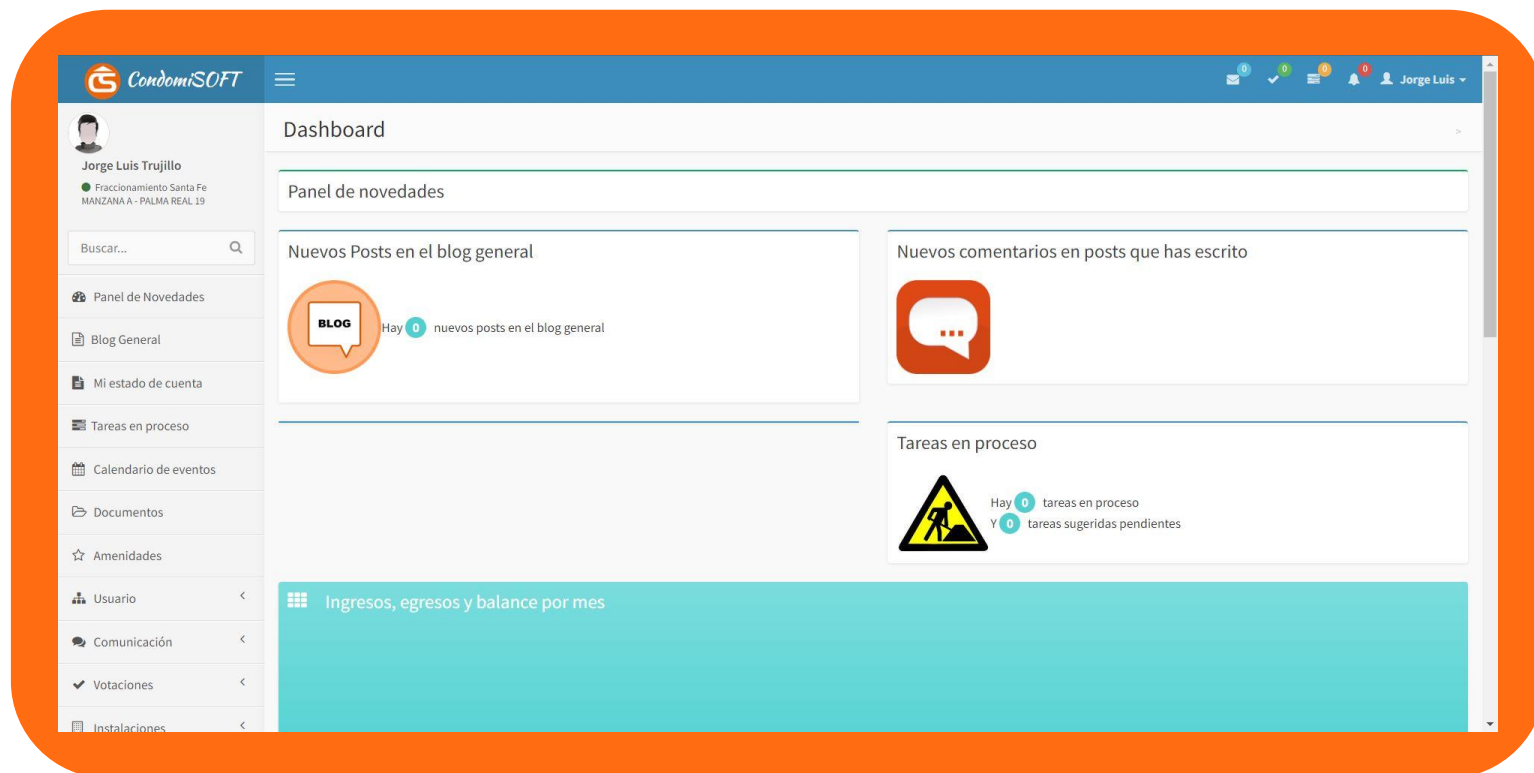 CondomiSOFT
0
0
0
0
Jorge Luis
Jorge Luis Trujillo
Fraccionamiento Santa Fe
MANZANA A - PALMA REAL 19
Buscar...
Panel de Novedades
Blog General
Mi estado de cuenta
Tareas en proceso
Calendario de eventos
Documentos
Amenidades
Usuario
Comunicación
Votaciones
Instalaciones
Dashboard
>
Panel de novedades
Nuevos Posts en el blog general
BLOG
Hay 0 nuevos posts en el blog general
Nuevos comentarios en posts que has escrito
Tareas en proceso
Hay 0 tareas en proceso
Y 0 tareas sugeridas pendientes
Ingresos, egresos y balance por mes